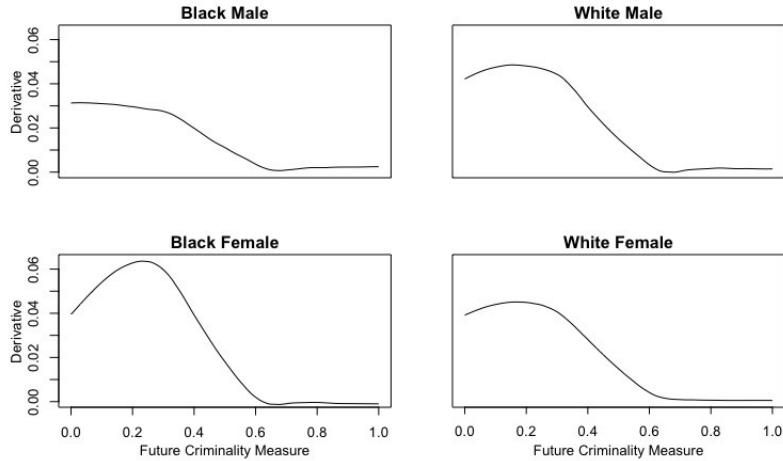 Black Male
White Male
Derivative
0.00 0.02 0.04 0.06
Black Female
White Female
Derivative
0.00 0.02 0.04 0.06
0.0 0.2 0.4 0.6 0.8 1.0
0.0 0.2 0.4 0.6 0.8 1.0
Future Criminality Measure
Future Criminality Measure